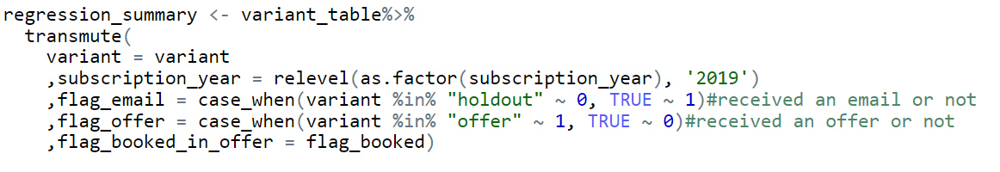 regression_summary <- variant_table%>%
  transmute(
    variant = variant
    ,subscription_year = relevel(as.factor(subscription_year), '2019')
    ,flag_email = case_when(variant %in% "holdout" ~ 0, TRUE ~ 1)#received an email or not
    ,flag_offer = case_when(variant %in% "offer" ~ 1, TRUE ~ 0)#received an offer or not
    ,flag_booked_in_offer = flag_booked)